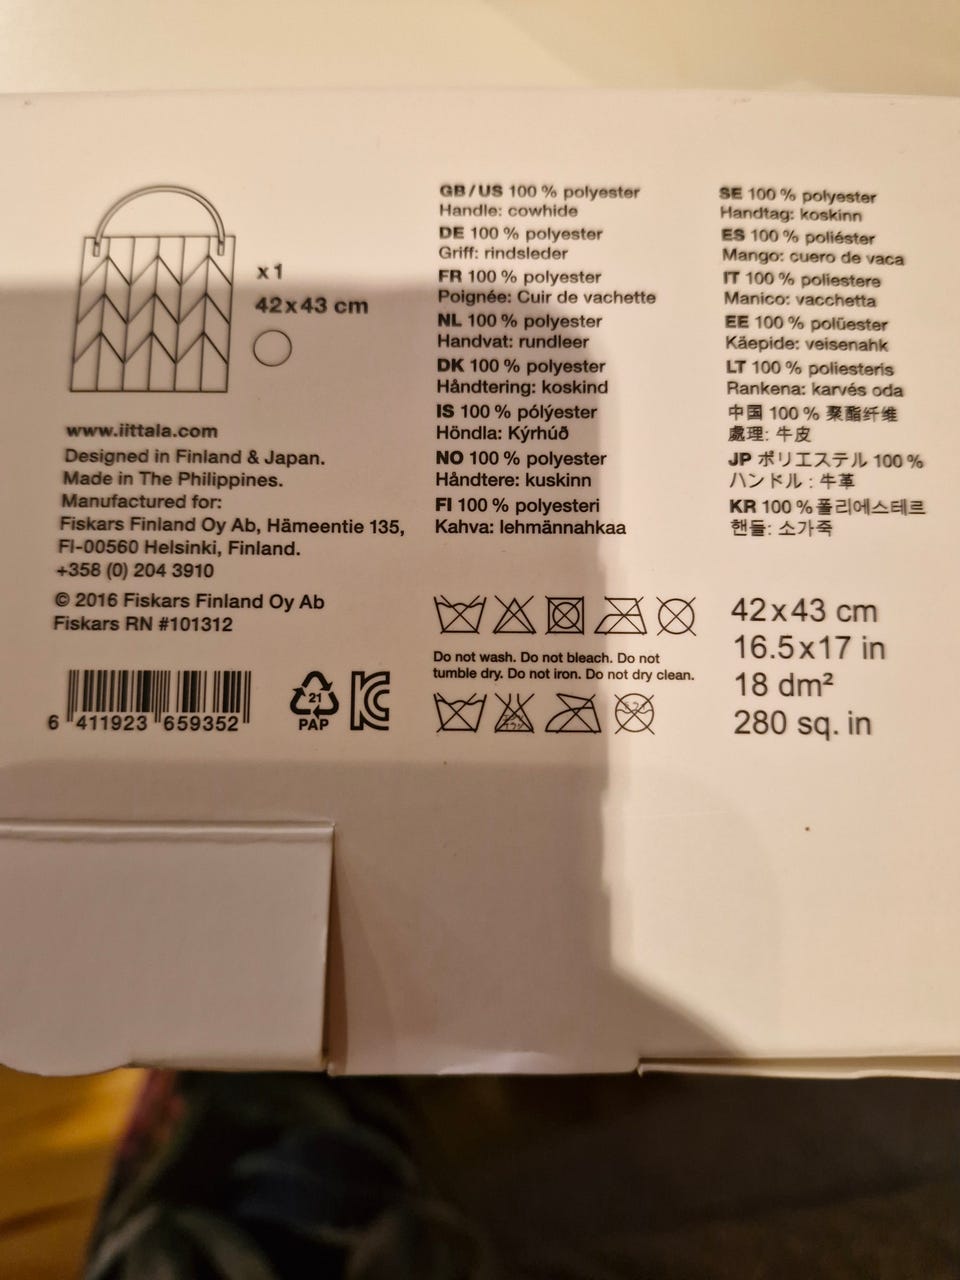 x 1
42x43 cm
www.iittala.com
Designed in Finland & Japan.
Made in The Philippines.
Manufactured for:
Fiskars Finland Oy Ab, Hämeentie 135,
FI-00560 Helsinki, Finland.
+358 (0) 204 3910
© 2016 Fiskars Finland Oy Ab
Fiskars RN #101312
6 411923 659352
21
PAP
GB/US 100 % polyester
Handle: cowhide
DE 100 % polyester
Griff: rindsleder
FR 100 % polyester
Poignée: Cuir de vachette
NL 100 % polyester
Handvat: rundleer
DK 100 % polyester
Håndtering: koskind
IS 100 % pólýester
Höndla: Kýrhúð
NO 100 % polyester
Håndtere: kuskinn
FI 100 % polyesteri
Kahva: lehmännahkaa
SE 100 % polyester
Handtag: koskinn
ES 100 % poliéster
Mango: cuero de vaca
IT 100 % poliestere
Manico: vacchetta
EE 100 % polüester
Käepide: veisenahk
LT 100 % poliesteris
Rankena: karvés oda
中国 100 % 聚酯纤维
處理: 牛皮
JP ポリエステル 100 %
ハンドル : 牛革
KR 100 % 폴리에스테르
핸들: 소가죽
Do not wash. Do not bleach. Do not
tumble dry. Do not iron. Do not dry clean.
42x43 cm
16.5x17 in
18 dm²
280 sq. in